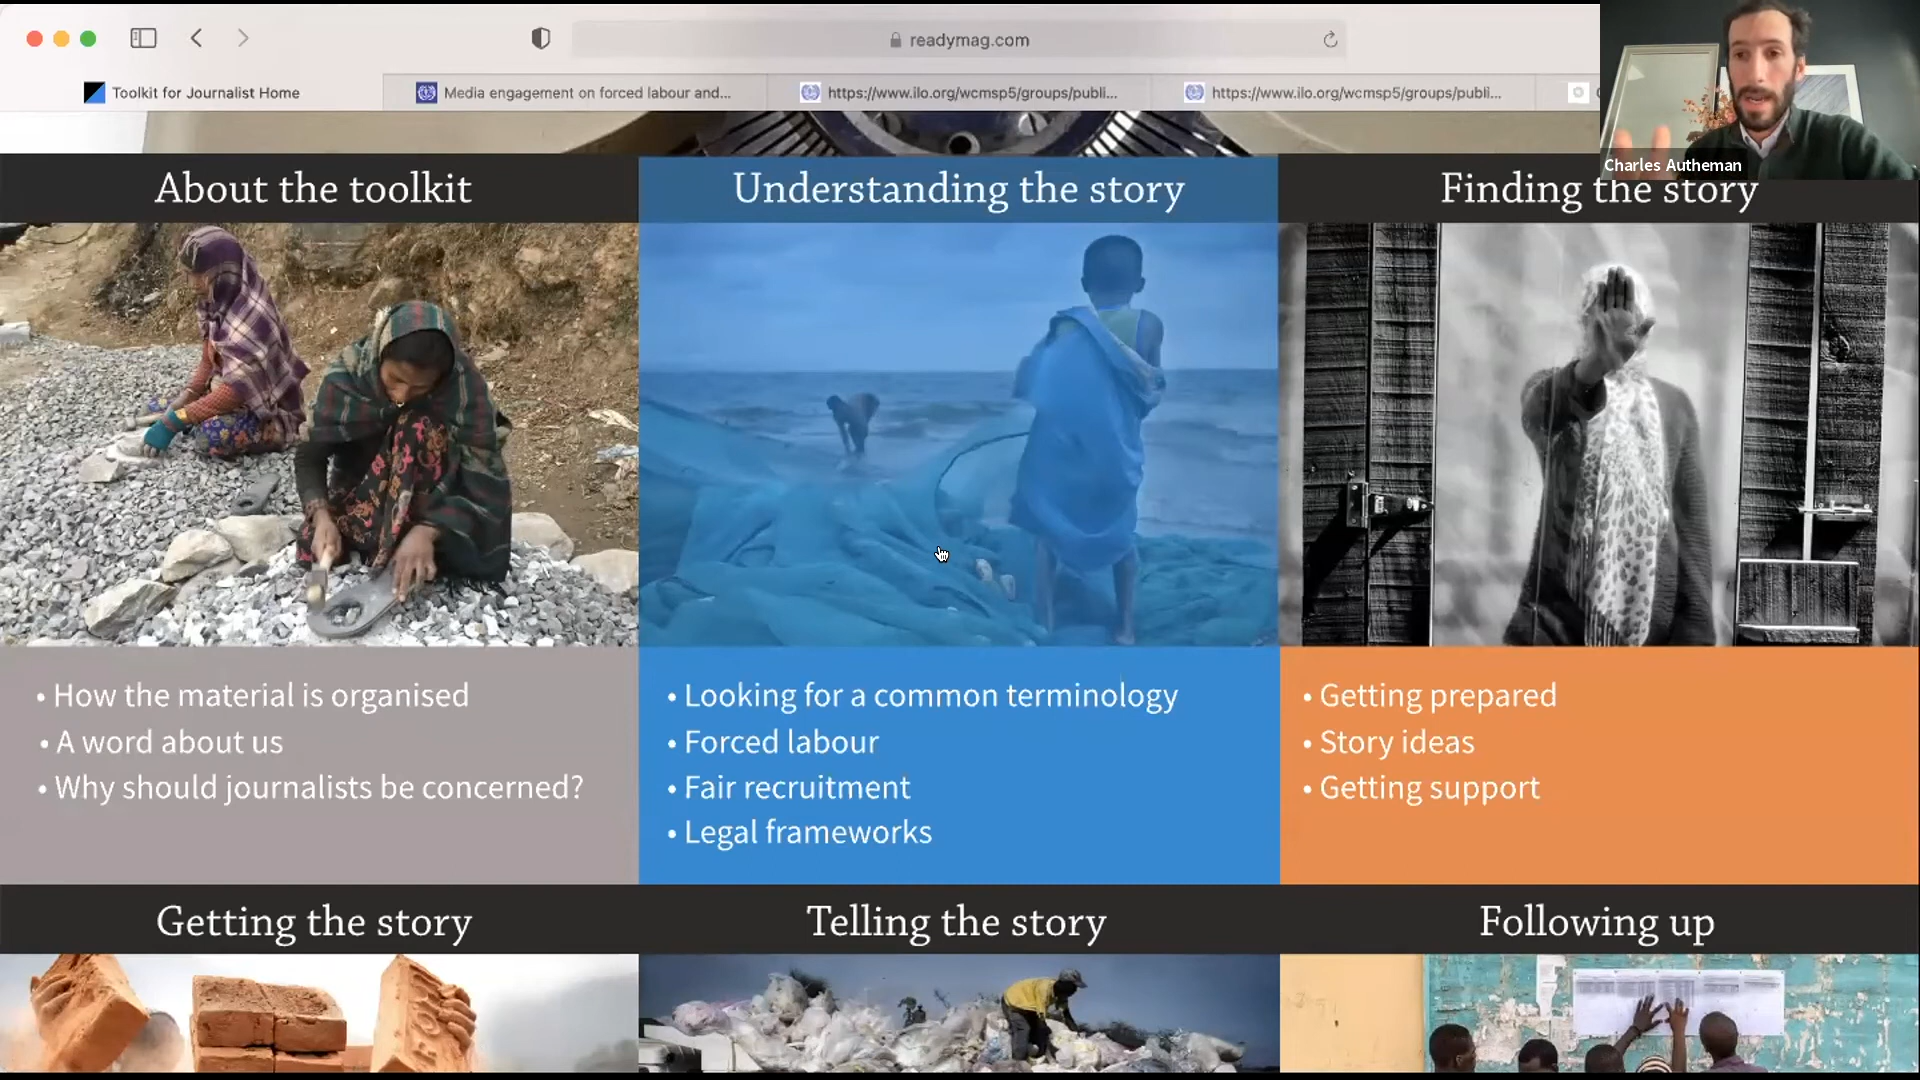 readymag.com
Toolkit for Journalist Home
Media engagement on forced labour and...
https://www.ilo.org/wcmsp5/groups/publi...
https://www.ilo.org/wcmsp5/groups/publi...
Charles Autheman
About the toolkit
Understanding the story
Finding the story
• How the material is organised
• A word about us
• Why should journalists be concerned?
• Looking for a common terminology
• Forced labour
• Fair recruitment
• Legal frameworks
• Getting prepared
• Story ideas
• Getting support
Getting the story
Telling the story
Following up